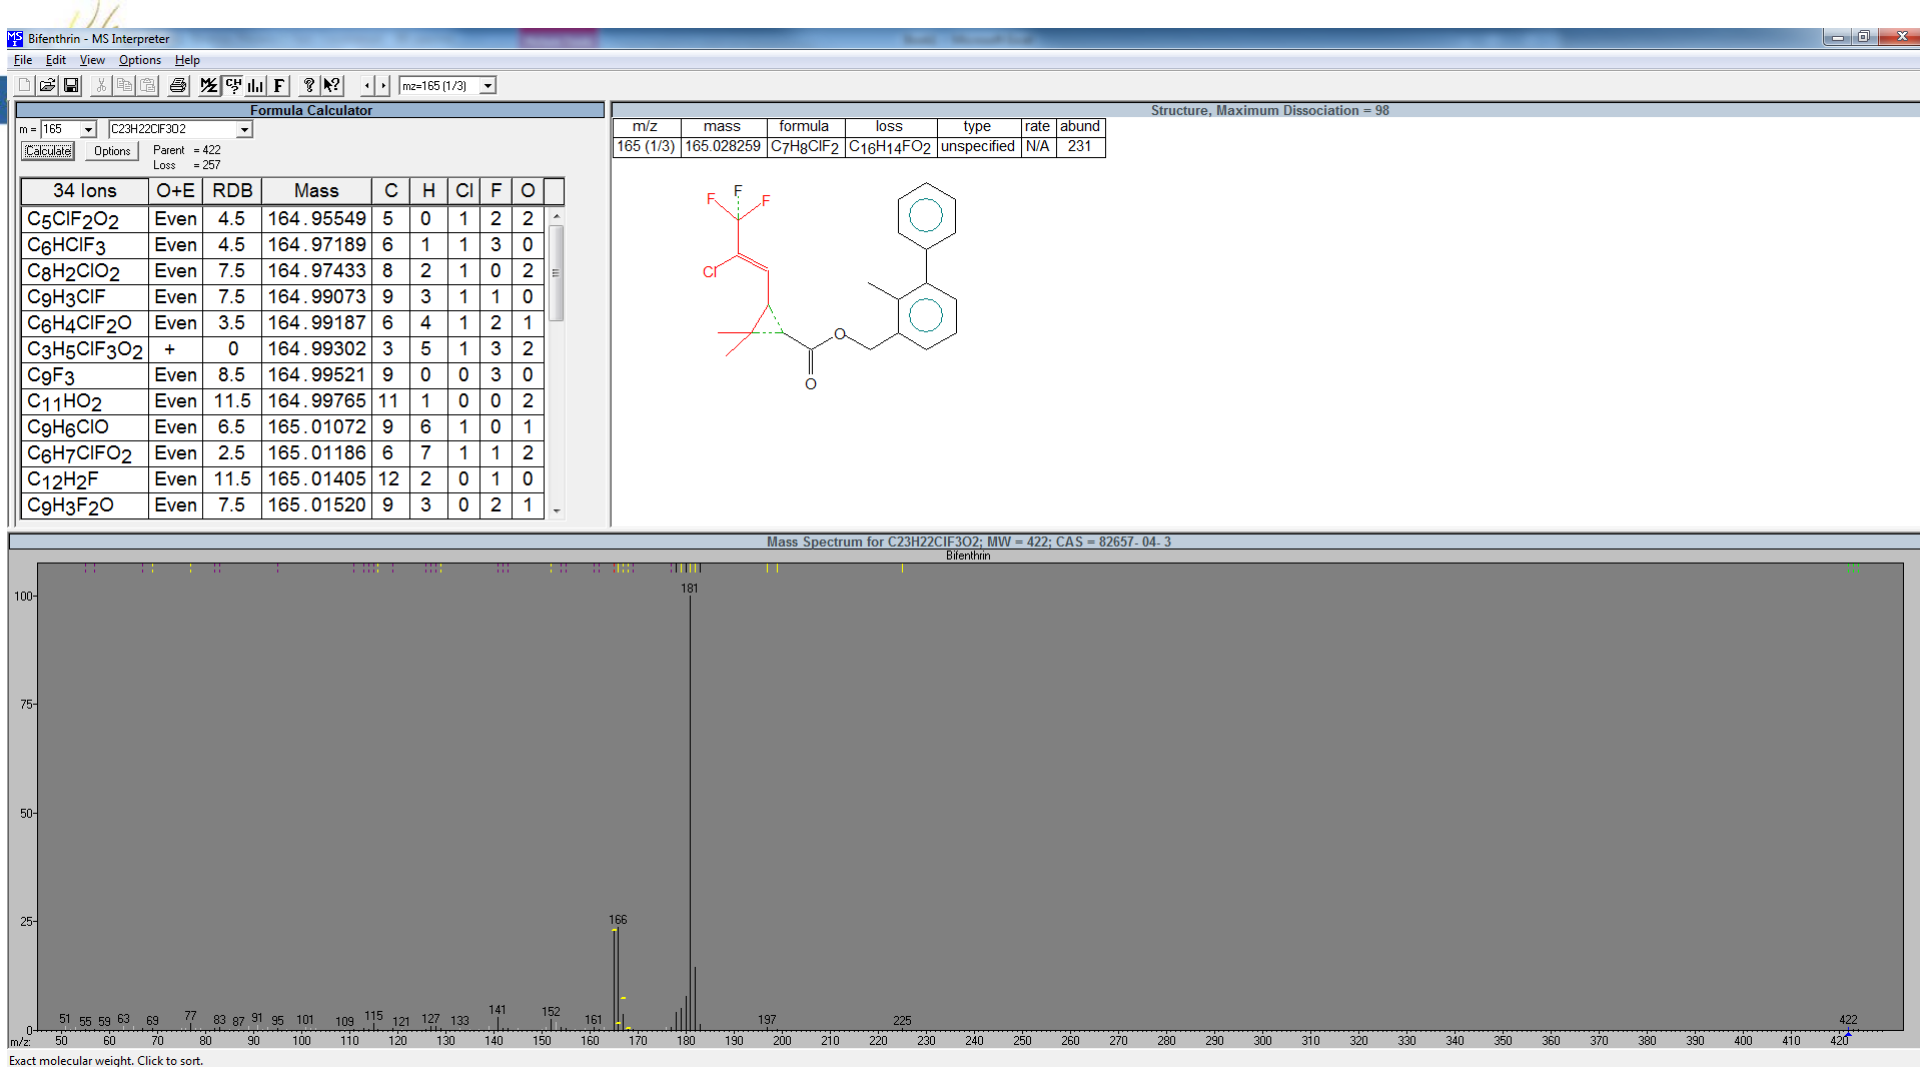 Bifenthrin - MS Interpreter
File Edit View Options Help
mz=165 (1/3)
Formula Calculator
m = 165 C23H22ClF3O2
Calculate Options Parent = 422
Loss = 257
34 Ions O+E RDB Mass C H Cl F O
C5ClF2O2 Even 4.5 164.95549 5 0 1 2 2
C6HClF3 Even 4.5 164.97189 6 1 1 3 0
C8H2ClO2 Even 7.5 164.97433 8 2 1 0 2
C9H3ClF Even 7.5 164.99073 9 3 1 1 0
C6H4ClF2O Even 3.5 164.99187 6 4 1 2 1
C3H5ClF3O2 + 0 164.99302 3 5 1 3 2
C9F3 Even 8.5 164.99521 9 0 0 3 0
C11HO2 Even 11.5 164.99765 11 1 0 0 2
C9H6ClO Even 6.5 165.01072 9 6 1 0 1
C6H7ClFO2 Even 2.5 165.01186 6 7 1 1 2
C12H2F Even 11.5 165.01405 12 2 0 1 0
C9H3F2O Even 7.5 165.01520 9 3 0 2 1
Structure, Maximum Dissociation = 98
m/z mass formula loss type rate abund
165 (1/3) 165.028259 C7H8ClF2 C16H14FO2 unspecified N/A 231
F F F
Cl
O
O
Mass Spectrum for C23H22ClF3O2; MW = 422; CAS = 82657- 04- 3
Bifenthrin
181
100
75
50
25
166
0
51 55 59 63 69 77 83 87 91 95 101 109 115 121 127 133 141 152 161 197 225 422
m/z: 50 60 70 80 90 100 110 120 130 140 150 160 170 180 190 200 210 220 230 240 250 260 270 280 290 300 310 320 330 340 350 360 370 380 390 400 410 420
Exact molecular weight. Click to sort.